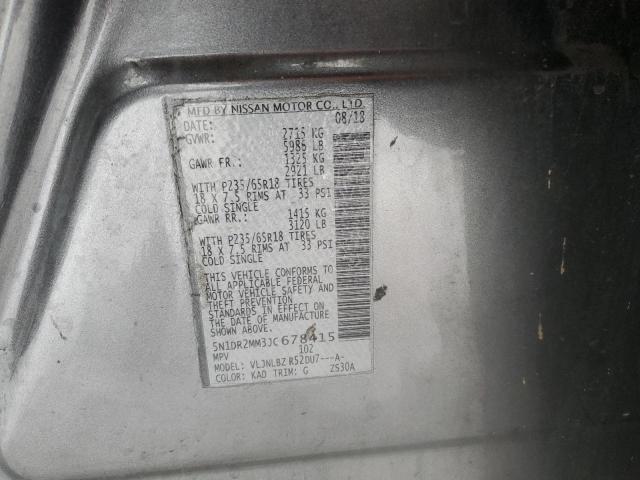 MFD BY NISSAN MOTOR CO., LTD.
DATE: 08/18
GVWR: 2715 KG
5986 LB
GAWR FR.: 1325 KG
2921 LB
WITH P235/65R18 TIRES
18 X 7.5 RIMS AT 33 PSI
COLD SINGLE
GAWR RR.: 1415 KG
3120 LB
WITH P235/65R18 TIRES
18 X 7.5 RIMS AT 33 PSI
COLD SINGLE
THIS VEHICLE CONFORMS TO
ALL APPLICABLE FEDERAL
MOTOR VEHICLE SAFETY AND
THEFT PREVENTION
STANDARDS IN EFFECT ON
THE DATE OF MANUFACTURE
SHOWN ABOVE.
5N1DR2MM3JC678415
MPV 102
MODEL: VLJNLBZ R52DU7---A-
COLOR: KAD TRIM: G ZS30A